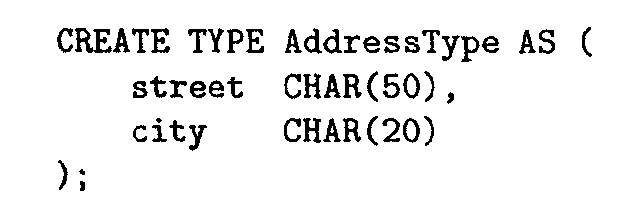 CREATE TYPE AddressType AS (
    street  CHAR(50),
    city    CHAR(20)
);